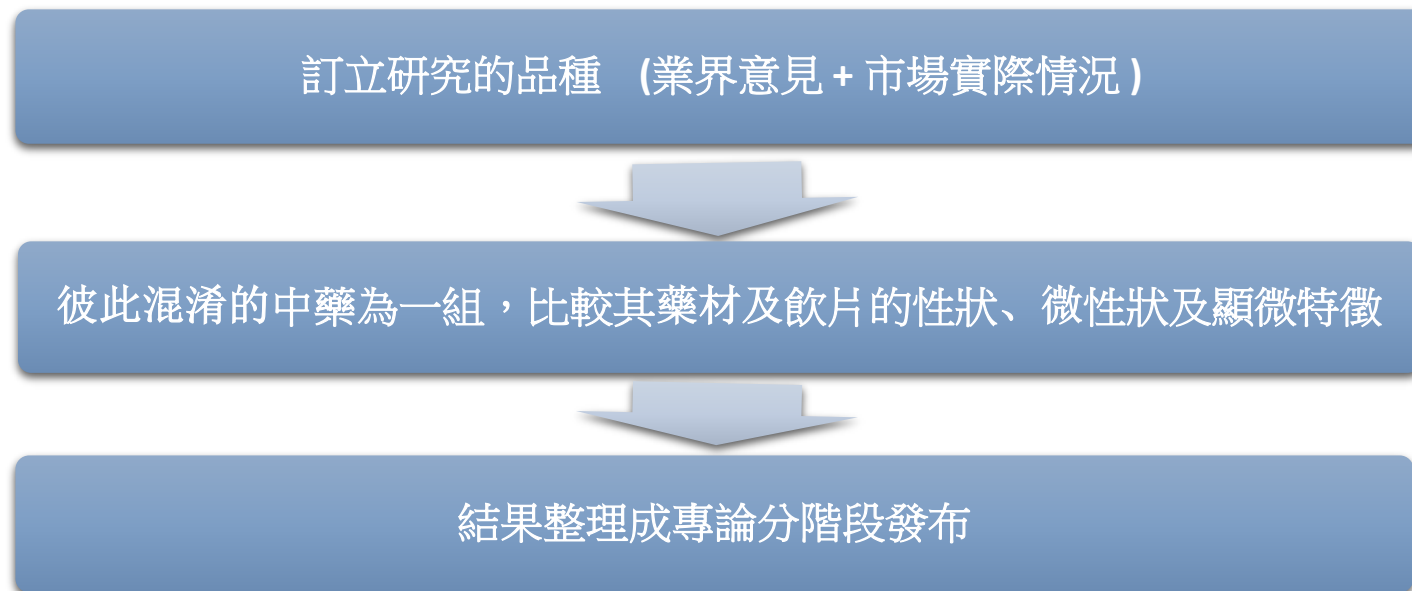 訂立研究的品種 (業界意見 + 市場實際情況 )
彼此混淆的中藥為一組，比較其藥材及飲片的性狀、微性狀及顯微特徵
結果整理成專論分階段發布